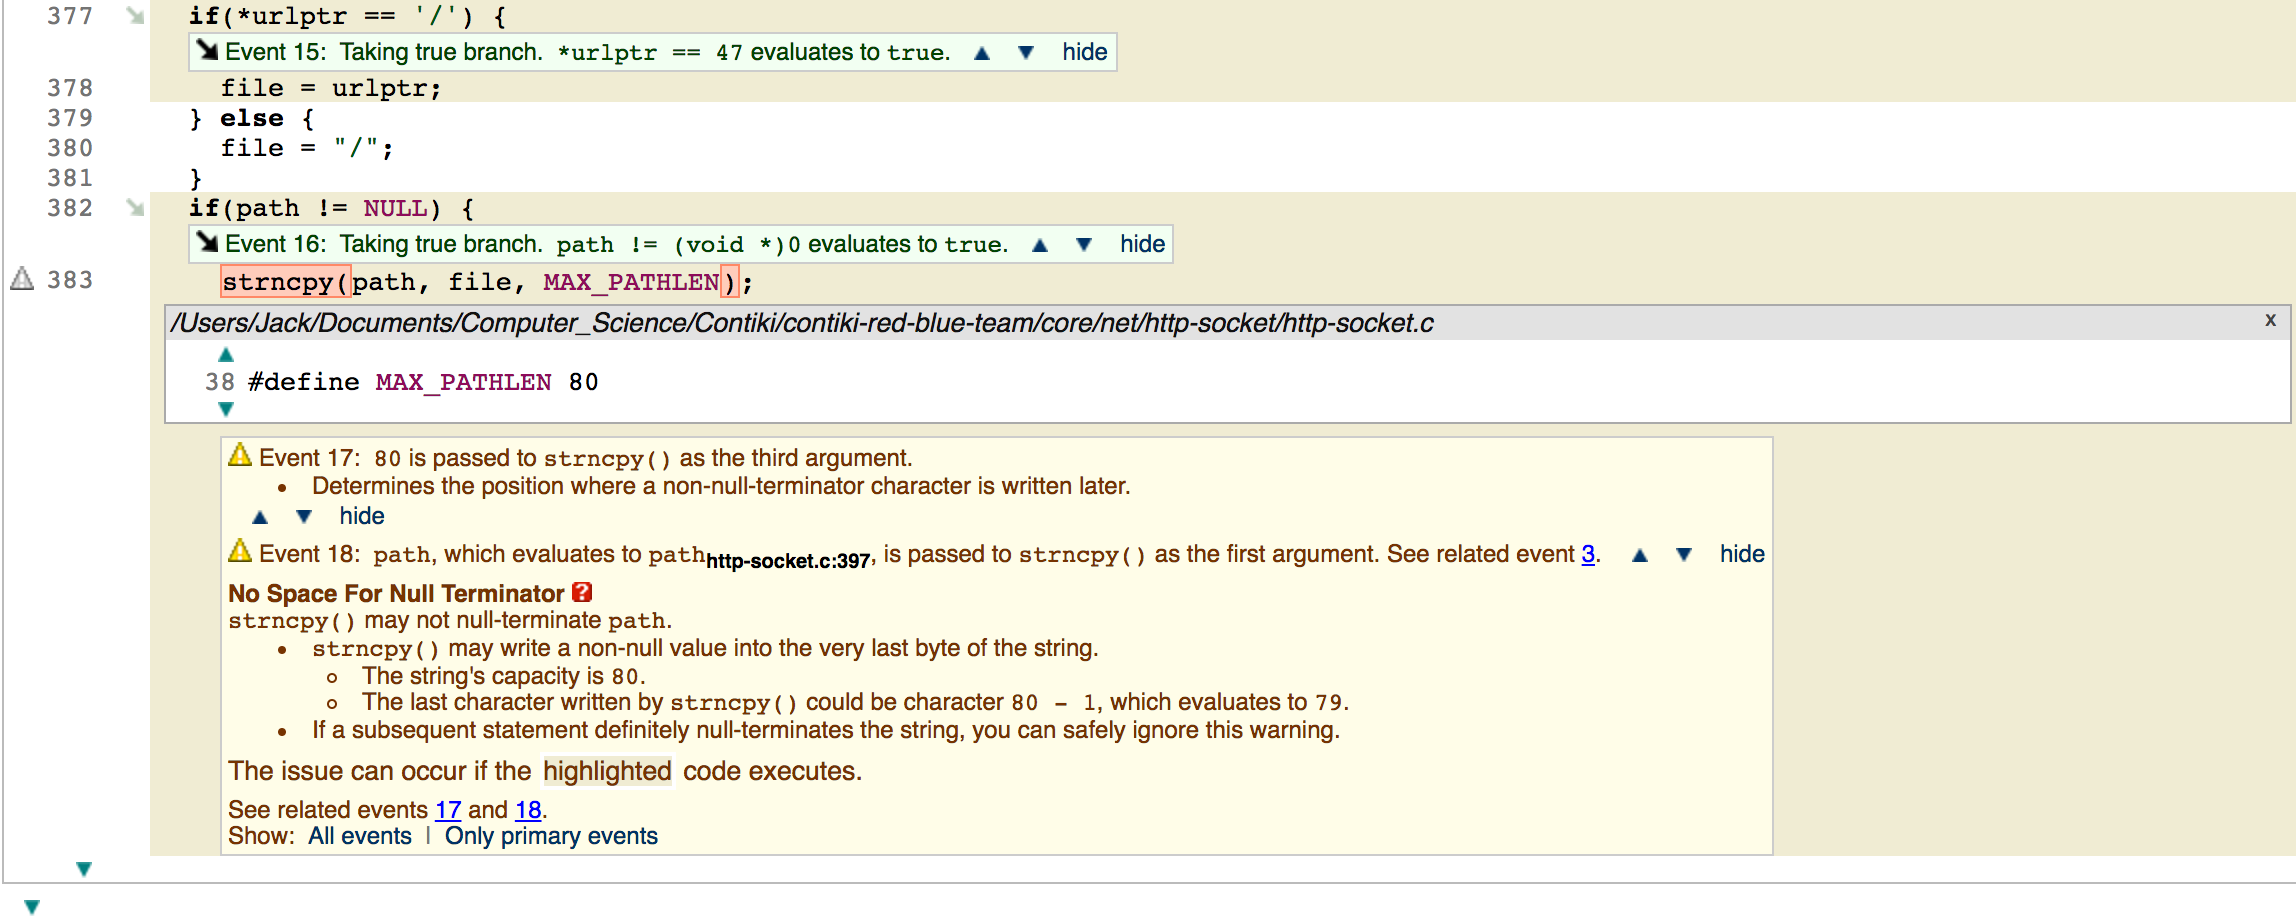 377 if(*urlptr == '/') {
Event 15: Taking true branch. *urlptr == 47 evaluates to true. ▲ ▼ hide
378 file = urlptr;
379 } else {
380 file = "/";
381 }
382 if(path != NULL) {
Event 16: Taking true branch. path != (void *)0 evaluates to true. ▲ ▼ hide
383 strncpy(path, file, MAX_PATHLEN);
/Users/Jack/Documents/Computer_Science/Contiki/contiki-red-blue-team/core/net/http-socket/http-socket.c x
38 #define MAX_PATHLEN 80
Event 17: 80 is passed to strncpy() as the third argument.
• Determines the position where a non-null-terminator character is written later.
▲ ▼ hide
Event 18: path, which evaluates to pathhttp-socket.c:397, is passed to strncpy() as the first argument. See related event 3. ▲ ▼ hide
No Space For Null Terminator ?
strncpy() may not null-terminate path.
• strncpy() may write a non-null value into the very last byte of the string.
○ The string's capacity is 80.
○ The last character written by strncpy() could be character 80 - 1, which evaluates to 79.
• If a subsequent statement definitely null-terminates the string, you can safely ignore this warning.
The issue can occur if the highlighted code executes.
See related events 17 and 18.
Show: All events | Only primary events